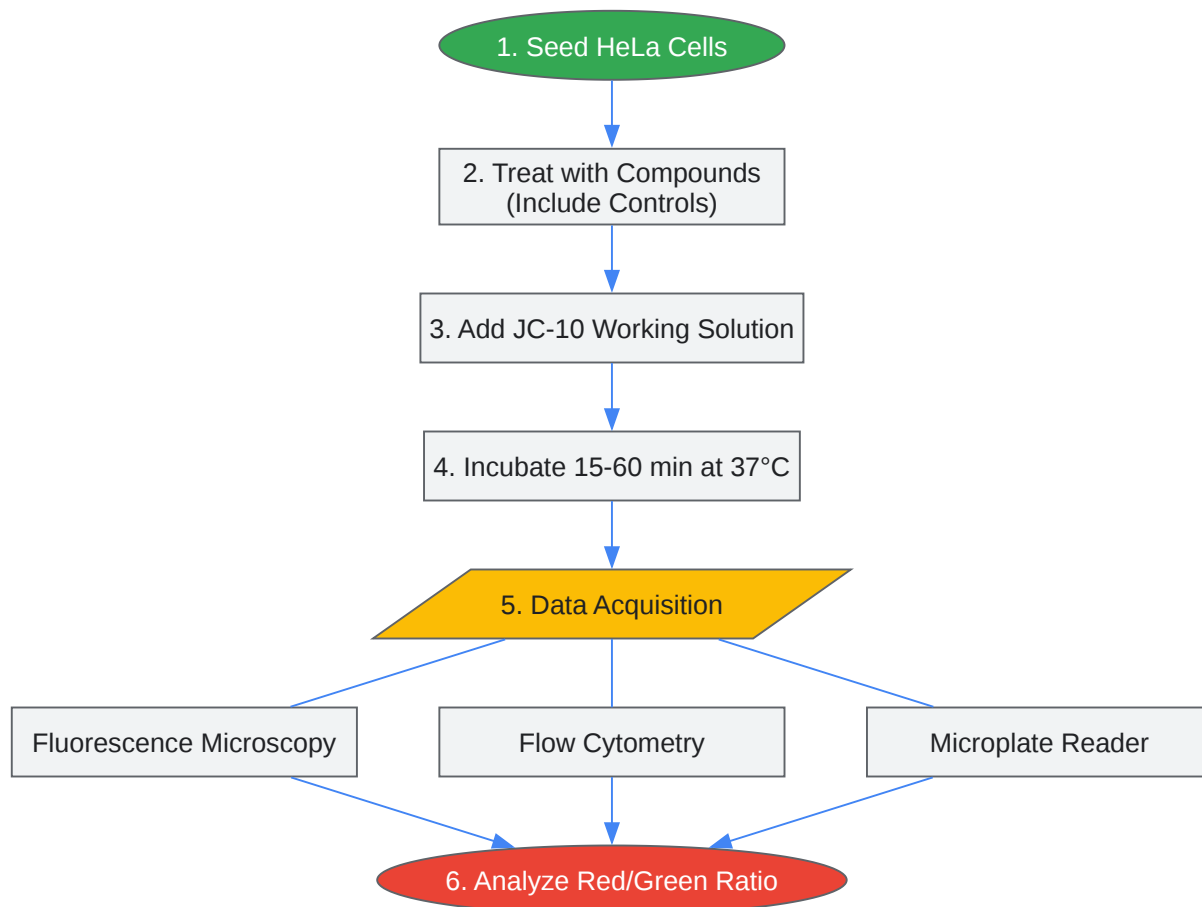 1. Seed HeLa Cells
2. Treat with Compounds
(Include Controls)
3. Add JC-10 Working Solution
4. Incubate 15-60 min at 37°C
5. Data Acquisition
Fluorescence Microscopy
Flow Cytometry
Microplate Reader
6. Analyze Red/Green Ratio